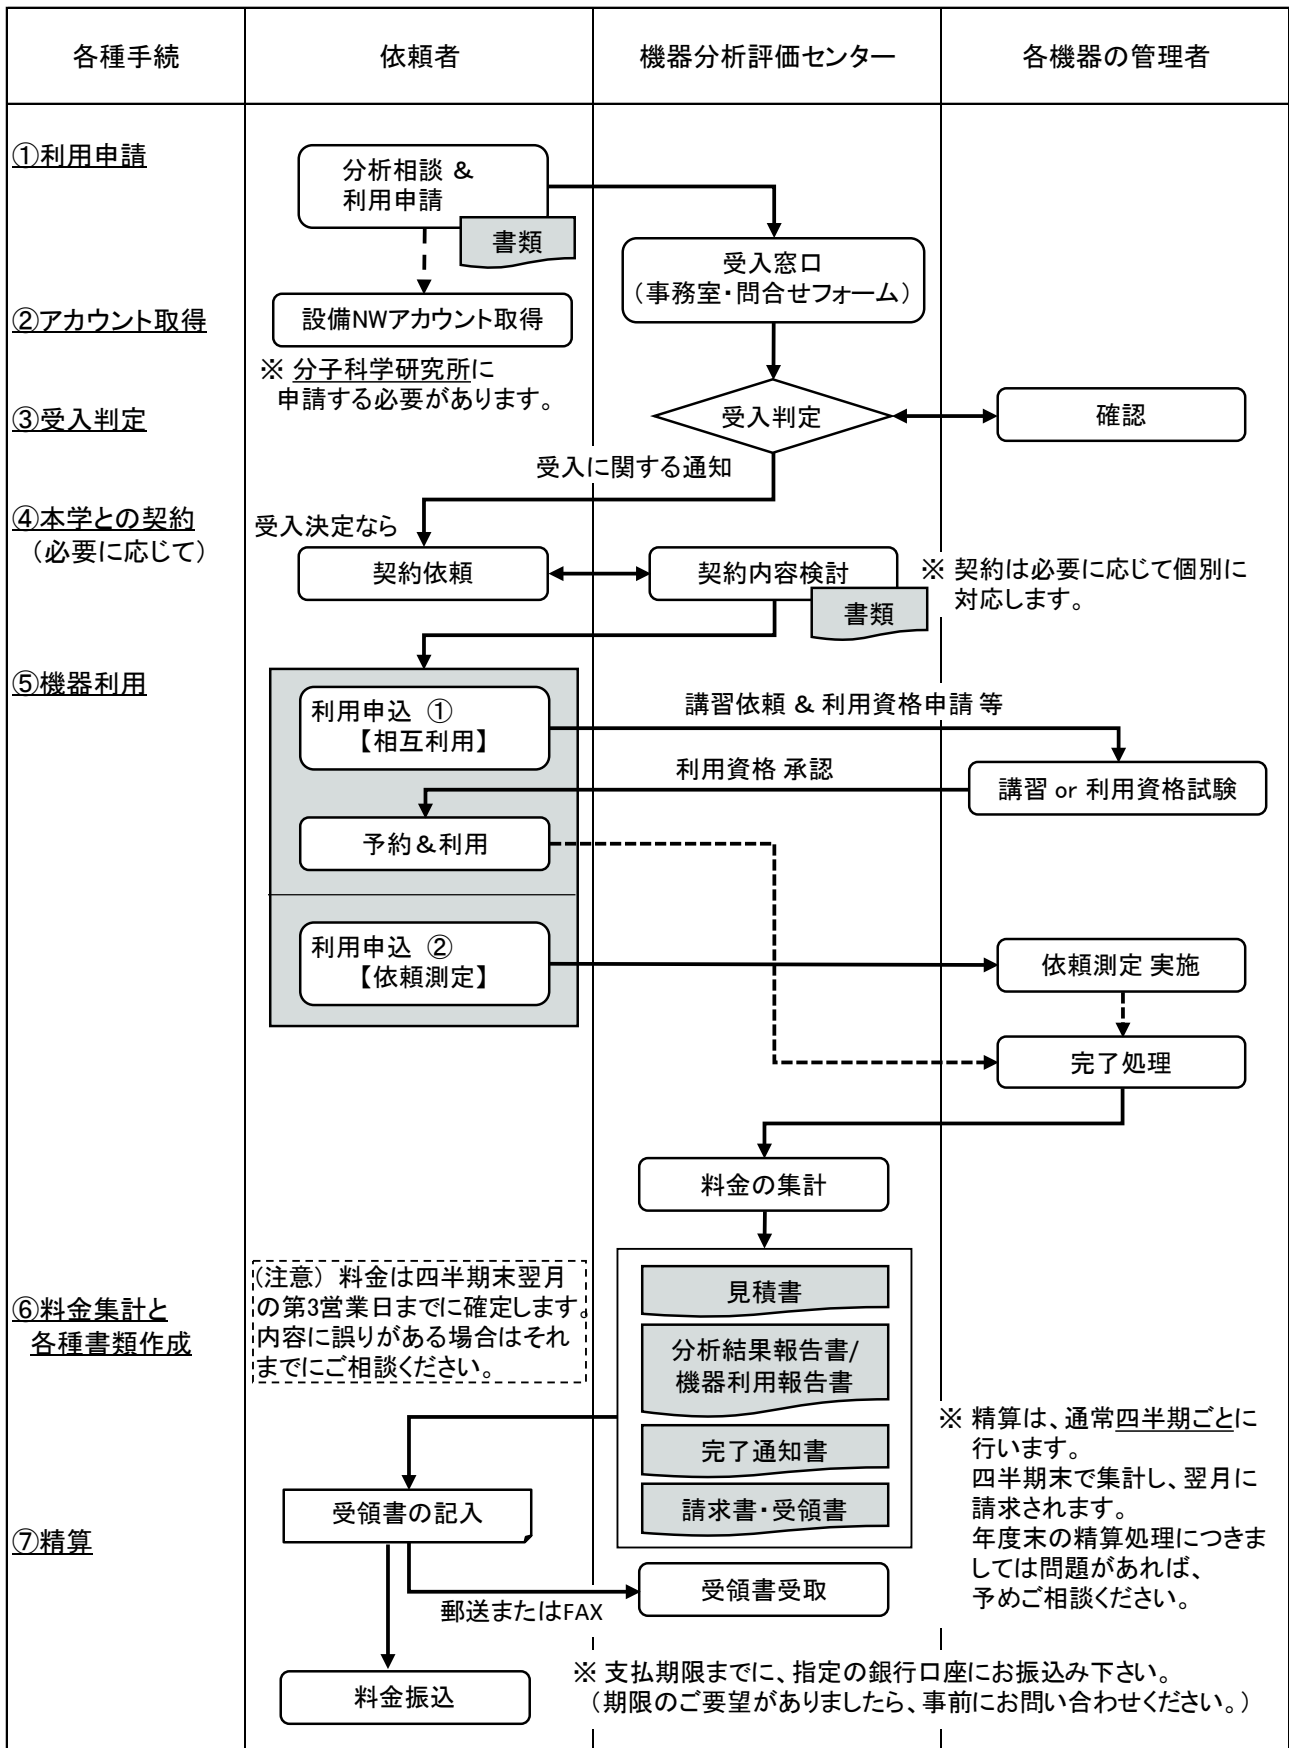 各種手続
依頼者
機器分析評価センター
各機器の管理者
①利用申請
分析相談 ＆
利用申請
書類
受入窓口
（事務室・問合せフォーム）
②アカウント取得
設備NWアカウント取得
※ 分子科学研究所に
申請する必要があります。
③受入判定
受入判定
確認
受入に関する通知
④本学との契約
（必要に応じて）
受入決定なら
契約依頼
契約内容検討
書類
※ 契約は必要に応じて個別に
対応します。
⑤機器利用
利用申込 ①
【相互利用】
講習依頼 ＆ 利用資格申請 等
利用資格 承認
講習 or 利用資格試験
予約＆利用
利用申込 ②
【依頼測定】
依頼測定 実施
完了処理
料金の集計
⑥料金集計と
各種書類作成
（注意） 料金は四半期末翌月
の第3営業日までに確定します。
内容に誤りがある場合はそれ
までにご相談ください。
見積書
分析結果報告書/
機器利用報告書
完了通知書
請求書・受領書
※ 精算は、通常四半期ごとに
行います。
四半期末で集計し、翌月に
請求されます。
年度末の精算処理につきま
しては問題があれば、
予めご相談ください。
⑦精算
受領書の記入
郵送またはFAX
受領書受取
料金振込
※ 支払期限までに、指定の銀行口座にお振込み下さい。
（期限のご要望がありましたら、事前にお問い合わせください。）